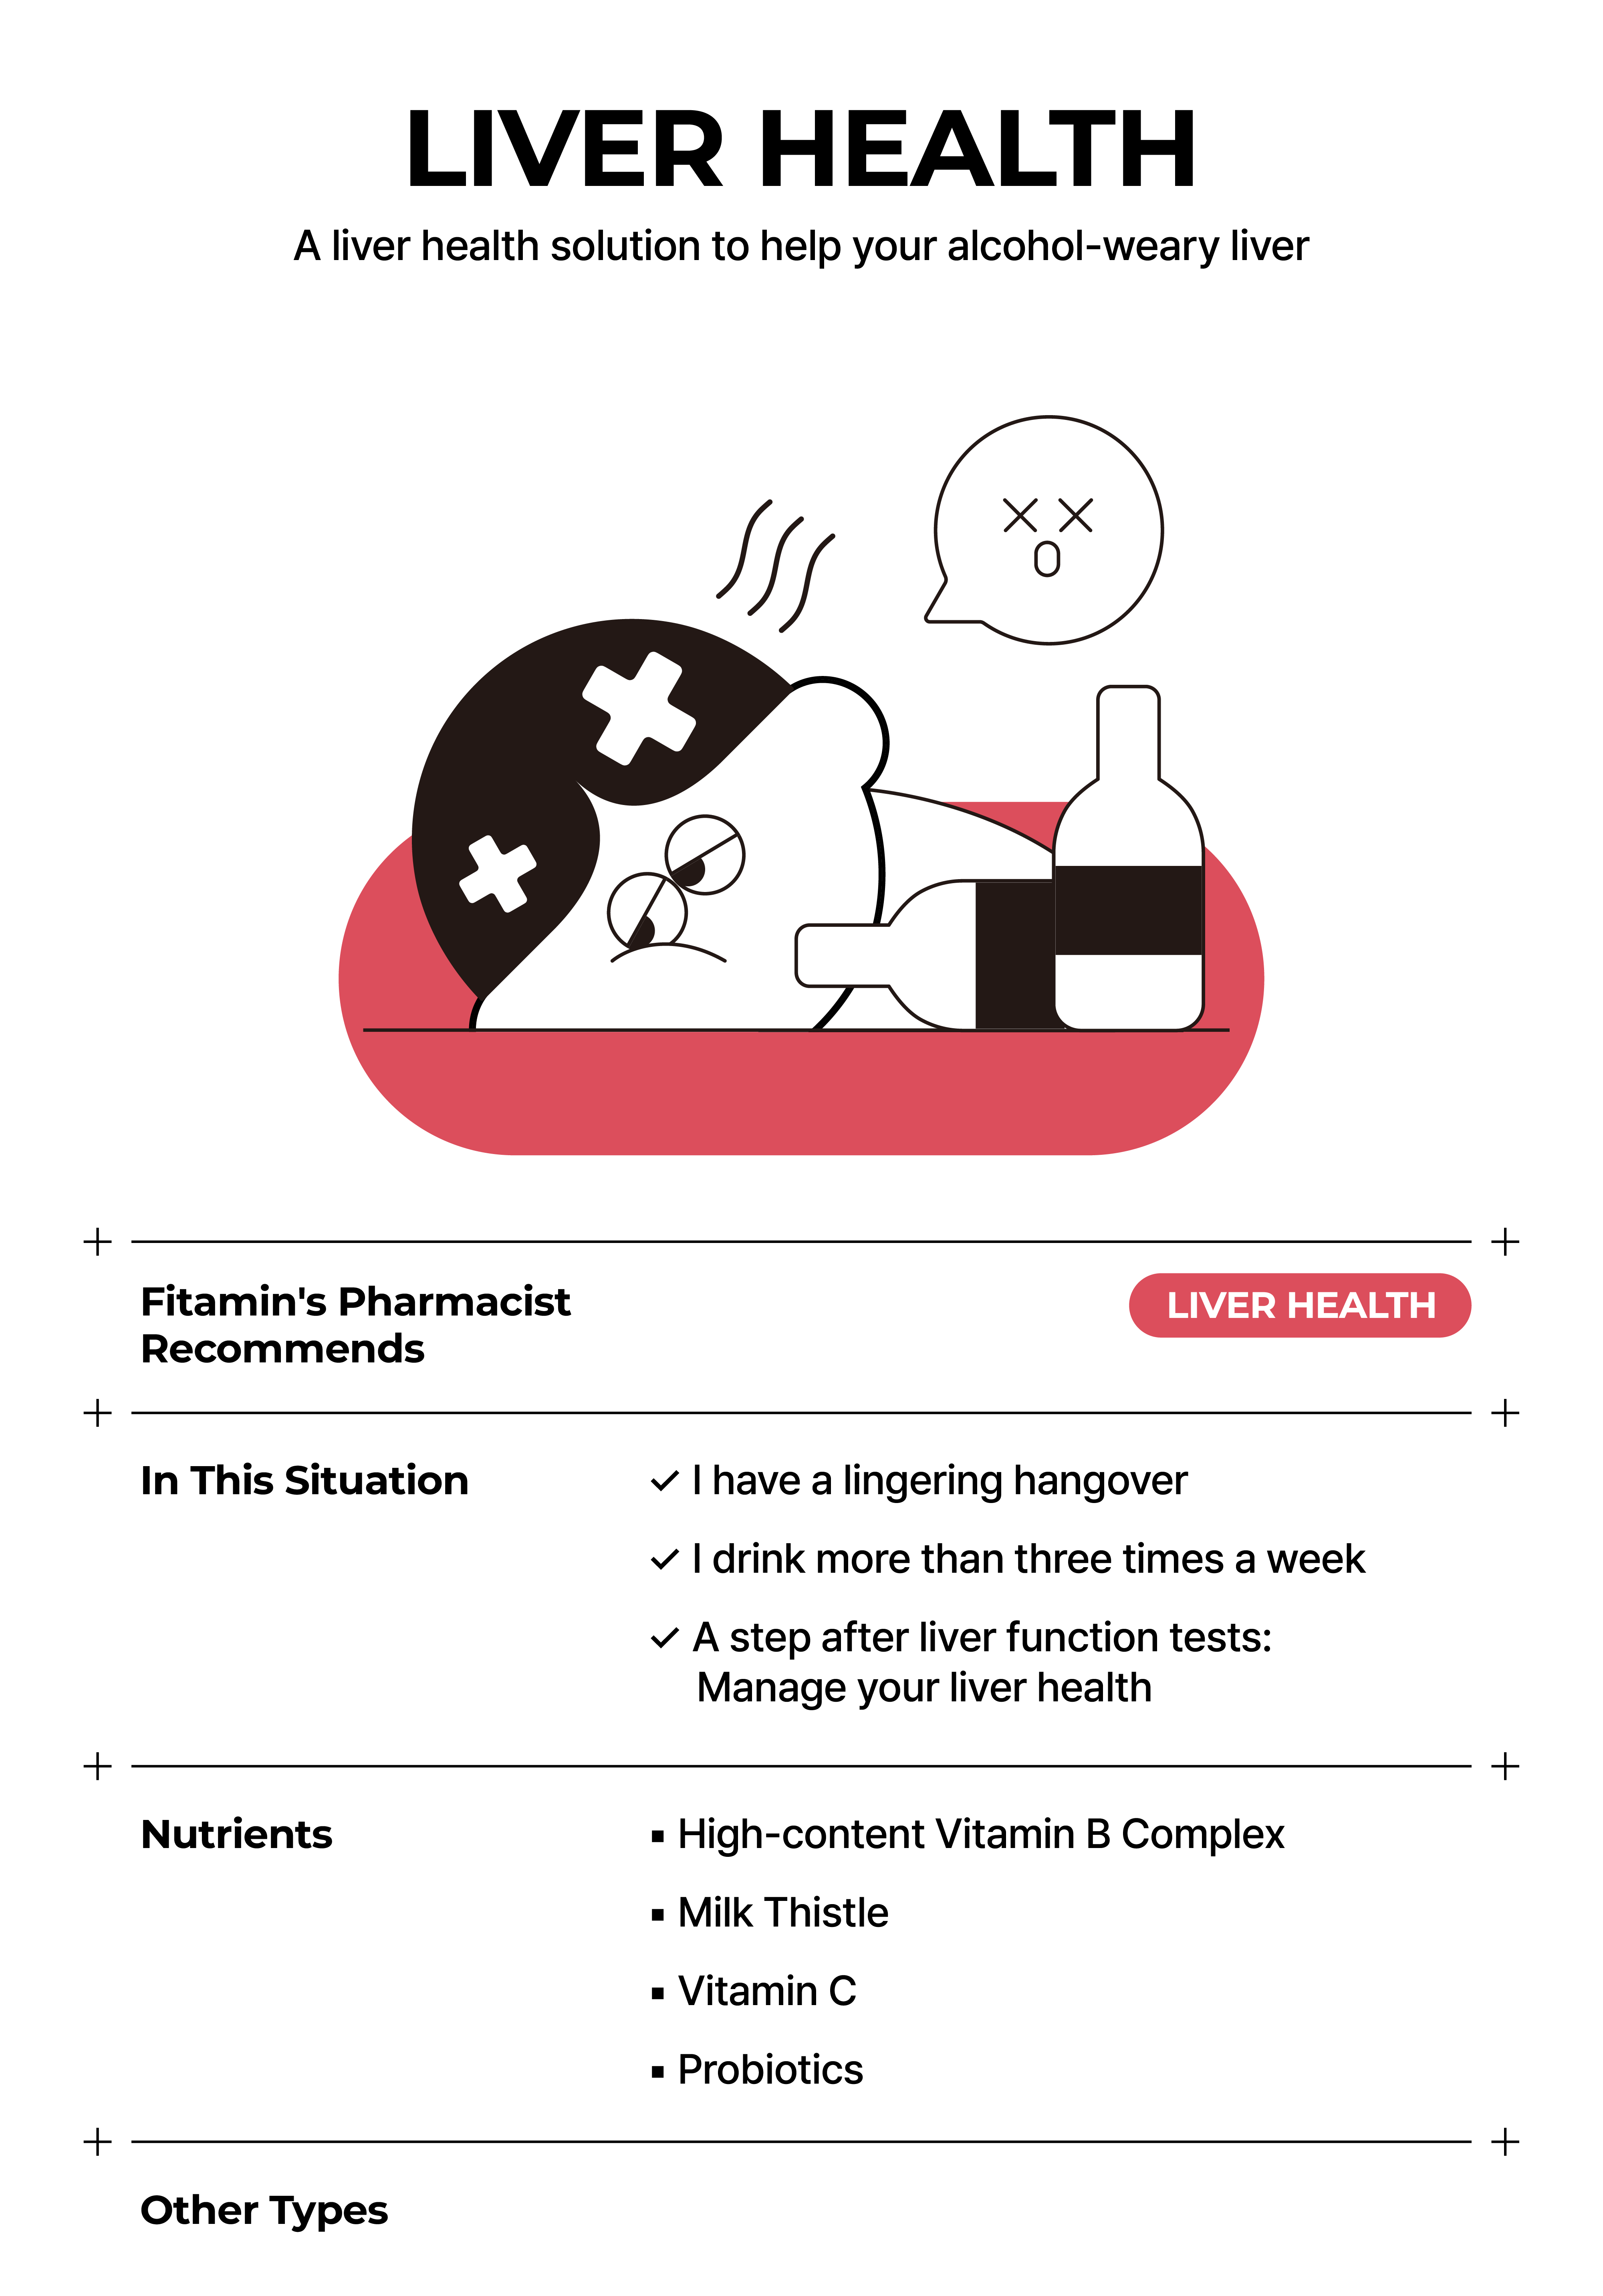 LIVER HEALTH
A liver health solution to help your alcohol-weary liver
Fitamin's Pharmacist
Recommends
LIVER HEALTH
In This Situation
✓ I have a lingering hangover
✓ I drink more than three times a week
✓ A step after liver function tests:
Manage your liver health
Nutrients
▪ High-content Vitamin B Complex
▪ Milk Thistle
▪ Vitamin C
▪ Probiotics
Other Types